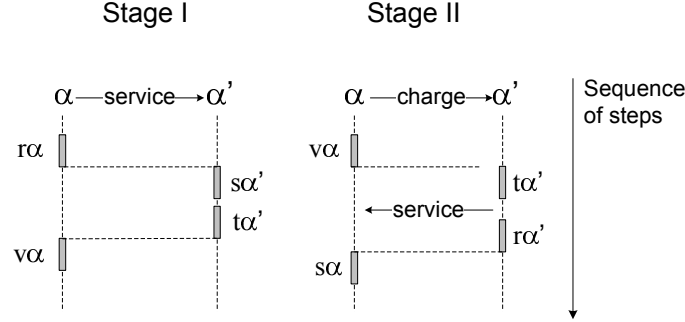 Stage I
Stage II
α service α’
α charge α’
Sequence
of steps
rα
sα’
tα’
vα
vα
tα’
service
rα’
sα